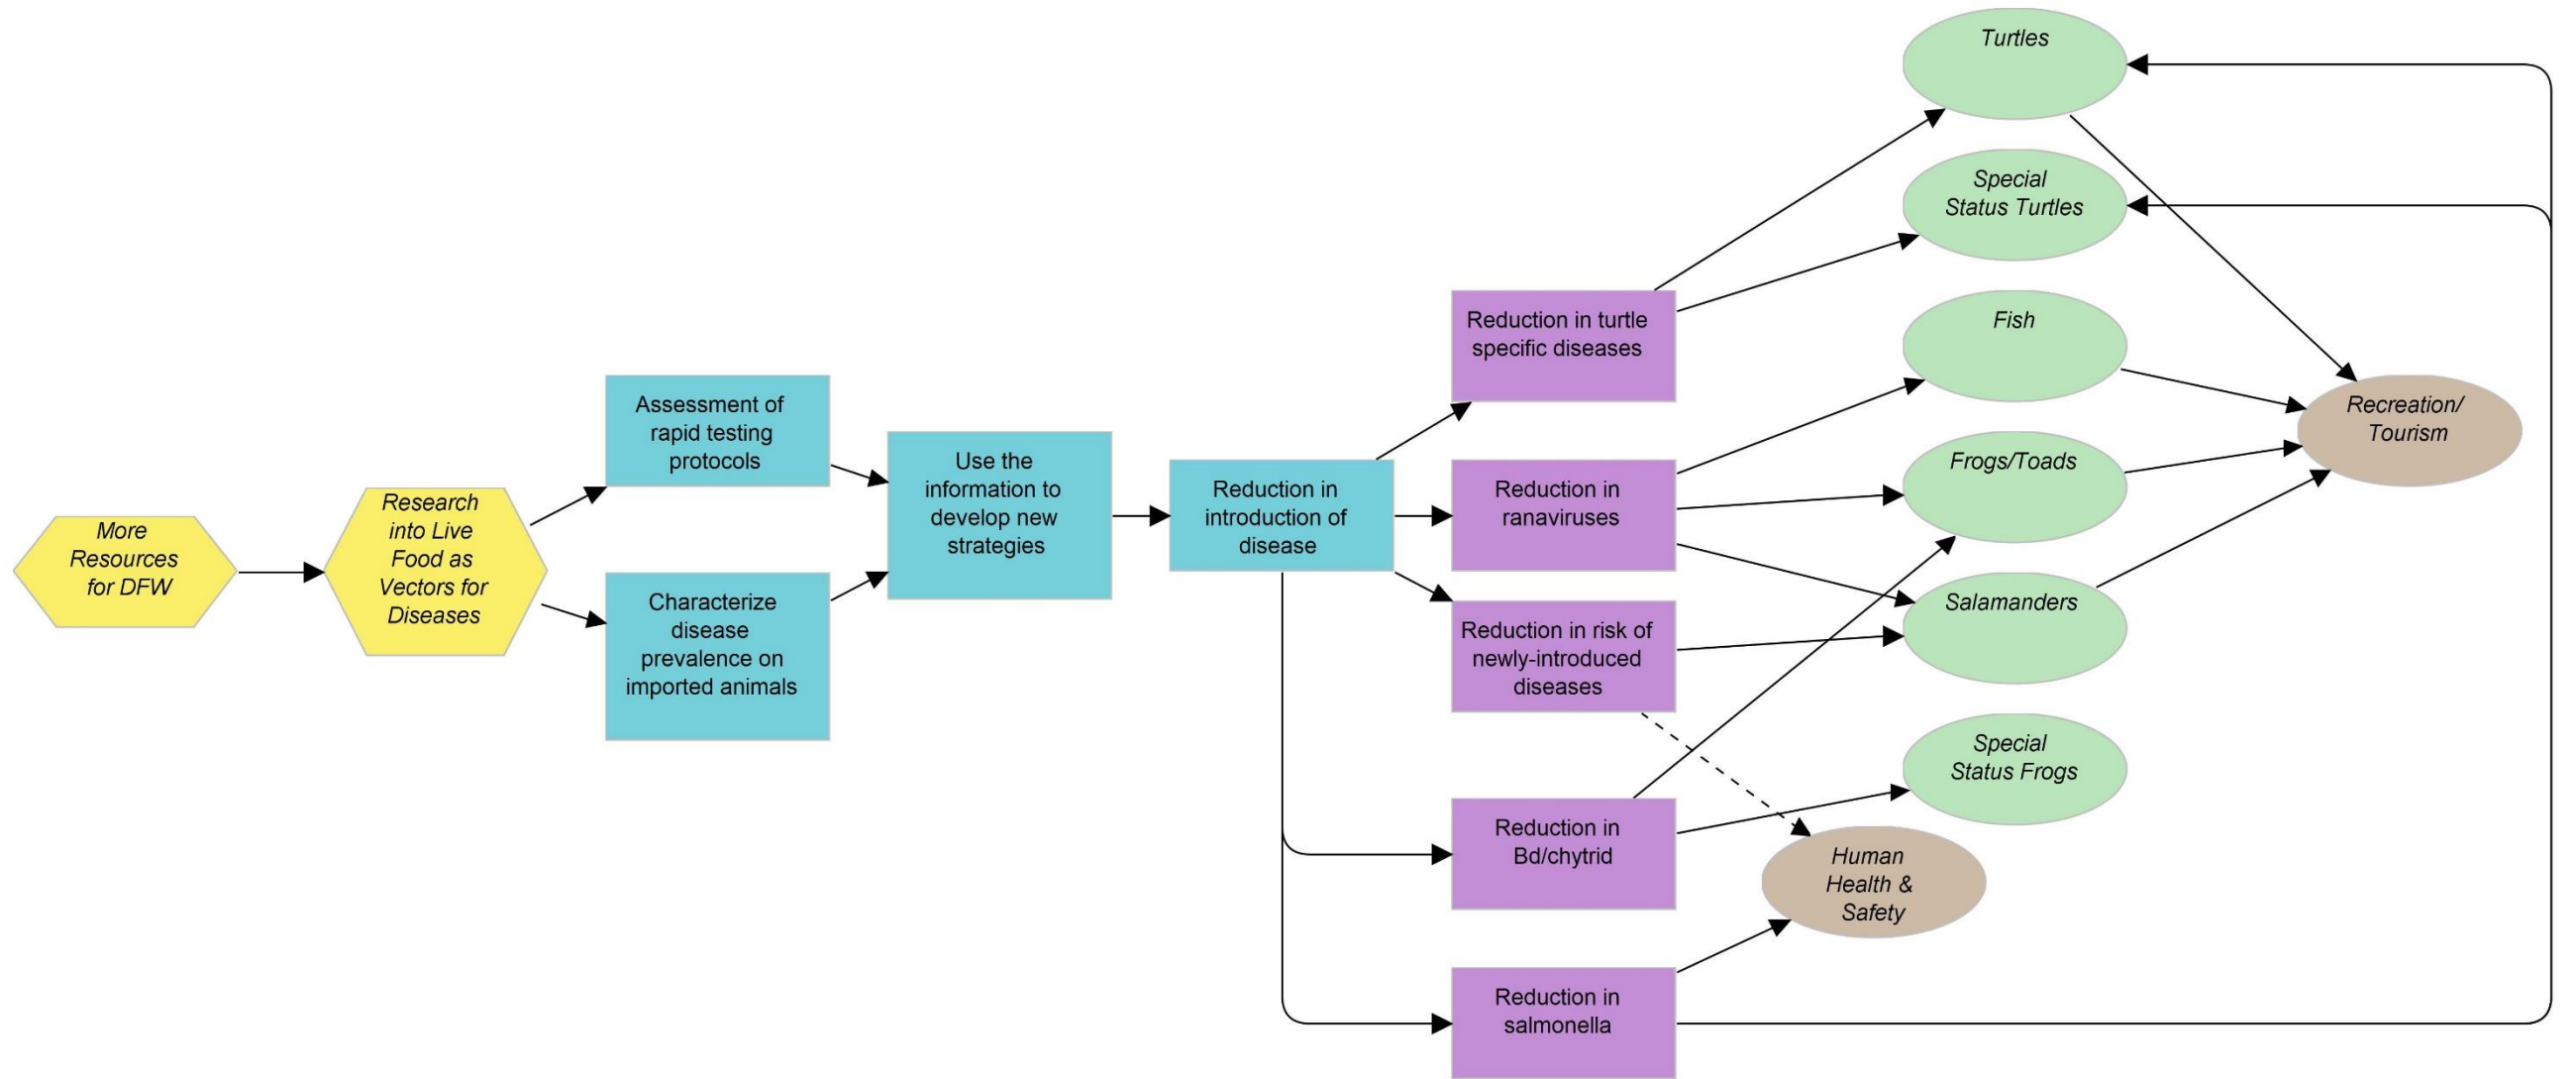 More
Resources
for DFW
Research
into Live
Food as
Vectors for
Diseases
Assessment of
rapid testing
protocols
Characterize
disease
prevalence on
imported animals
Use the
information to
develop new
strategies
Reduction in
introduction of
disease
Reduction in turtle
specific diseases
Reduction in
ranaviruses
Reduction in risk of
newly-introduced
diseases
Reduction in
Bd/chytrid
Reduction in
salmonella
Turtles
Special
Status Turtles
Fish
Frogs/Toads
Salamanders
Special
Status Frogs
Human
Health &
Safety
Recreation/
Tourism